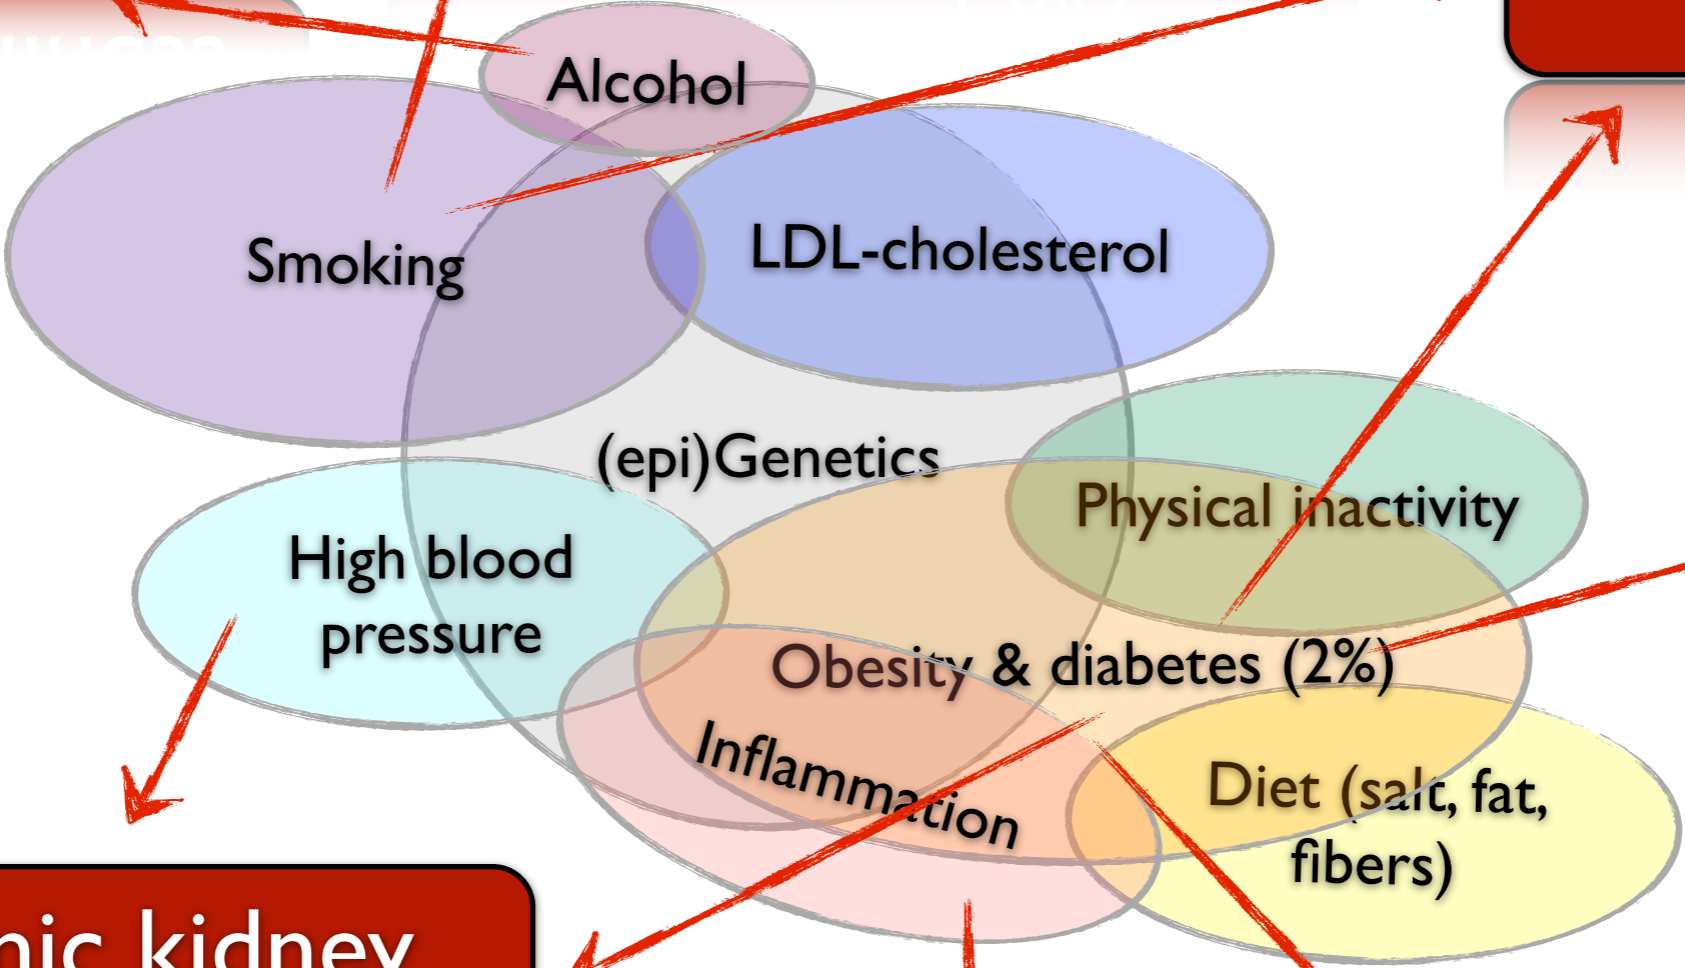 Alcohol
Smoking
LDL-cholesterol
(epi)Genetics
Physical inactivity
High blood
pressure
Obesity & diabetes (2%)
Inflammation
Diet (salt, fat,
fibers)
kidney